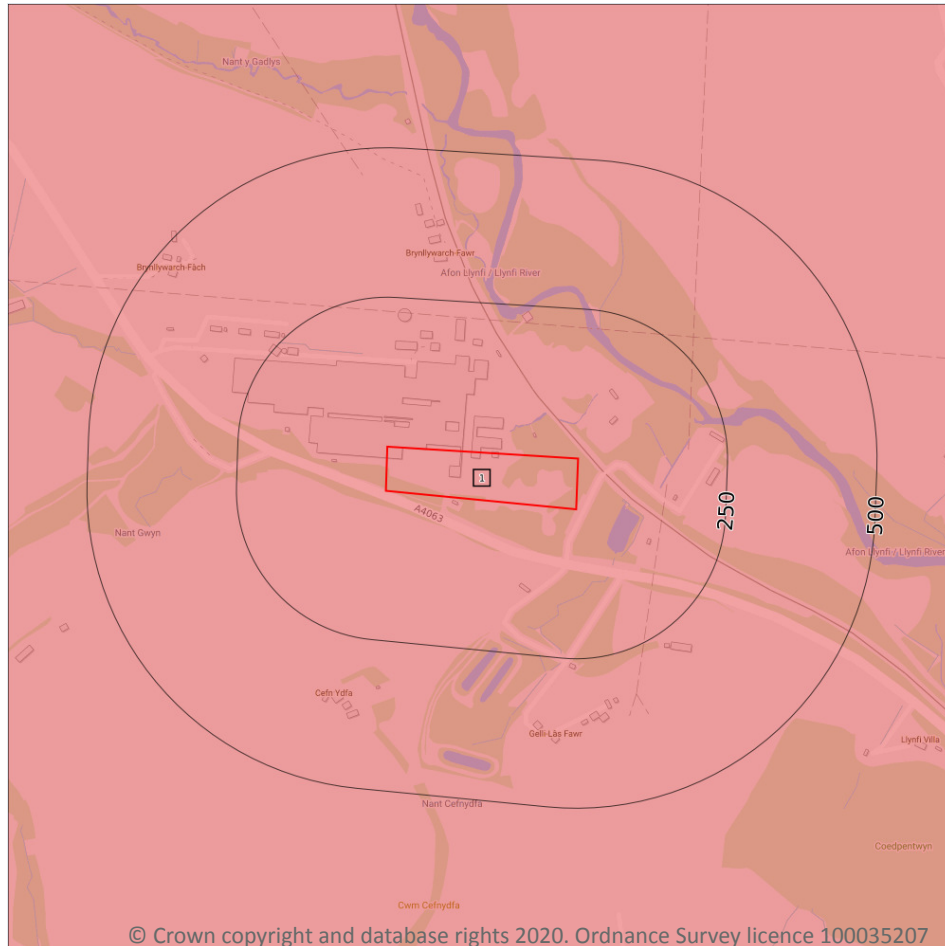 Nant y Gadlys
Brynllywarch-Fawr
Brynllywarch-Fach
Afon Llynfi / Llynfi River
1
250
500
A4063
Nant Gwyn
Afon Llynfi / Llynfi River
Cefn Ydfa
Gelli-Lâs Fawr
Llynfi Villa
Nant Cefnydfa
Coedpentwyn
Cwm Cefnydfa
© Crown copyright and database rights 2020. Ordnance Survey licence 100035207